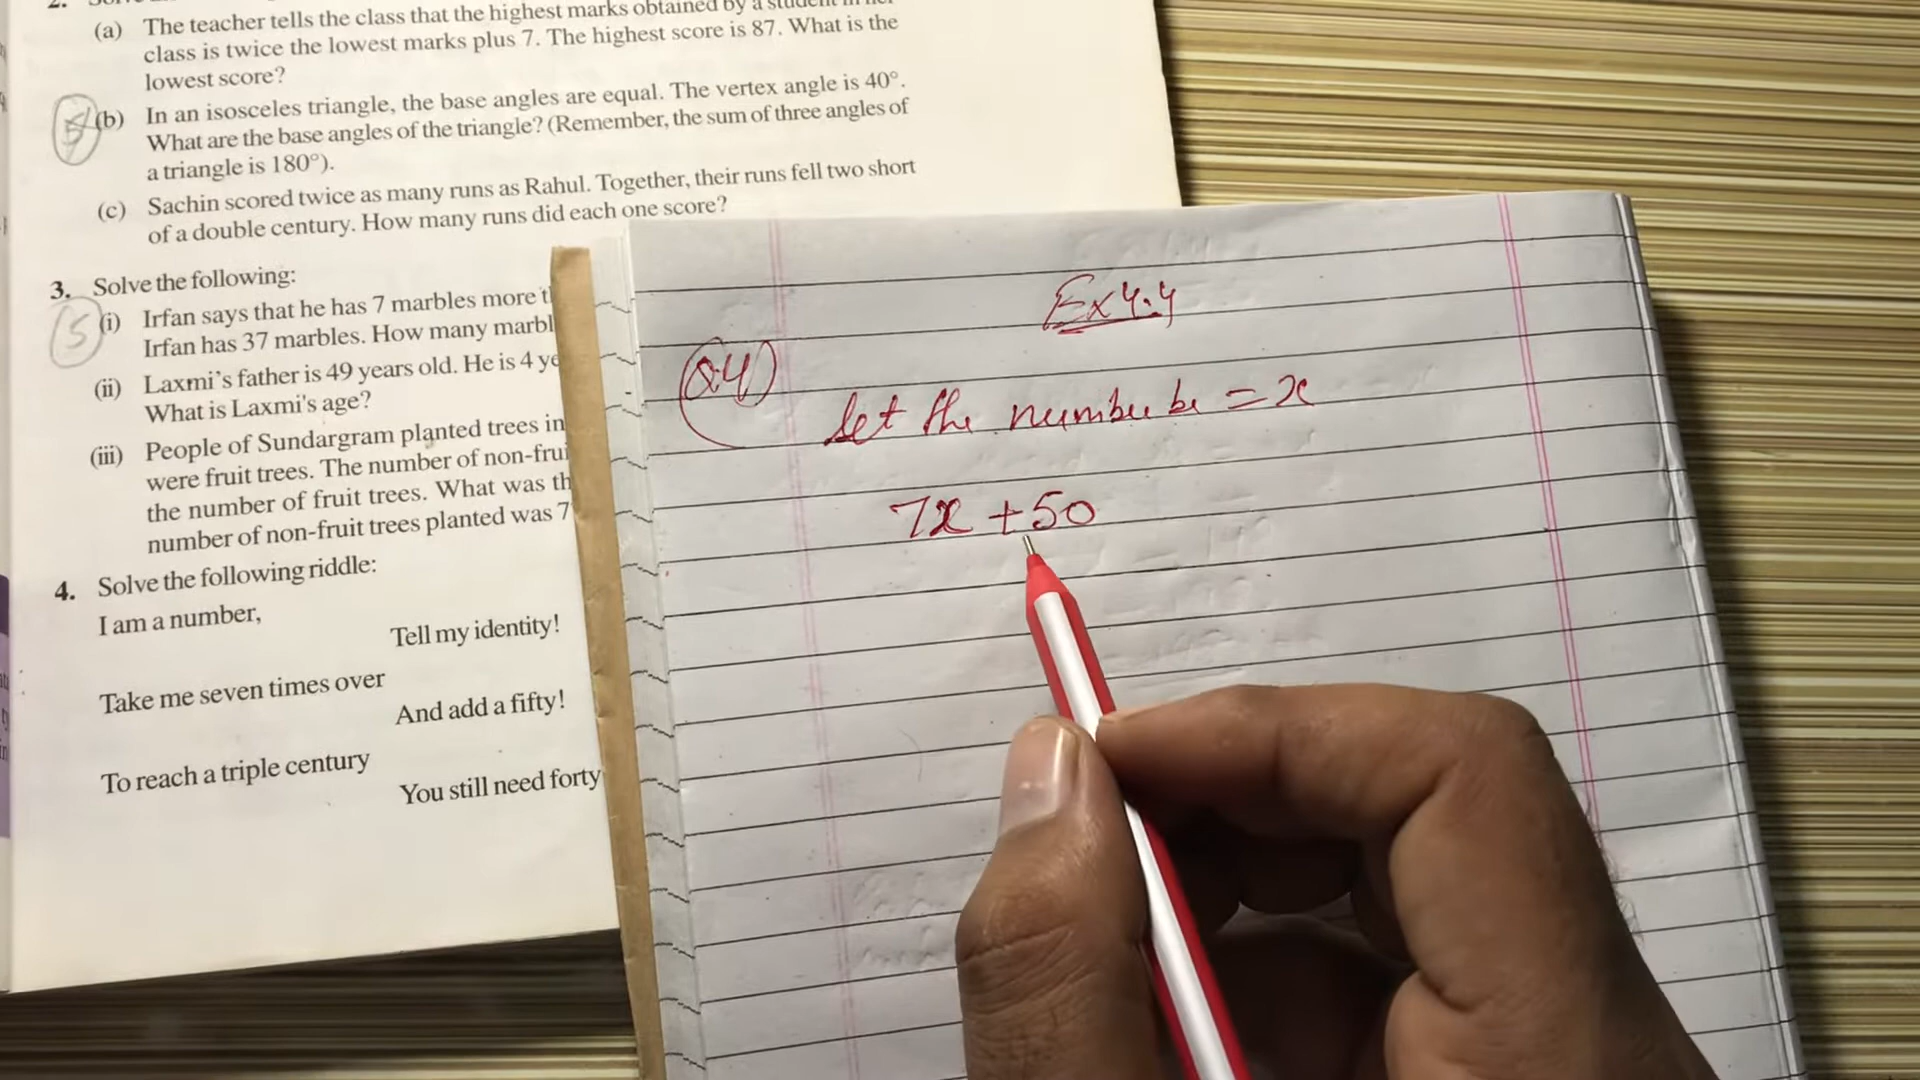 (a) The teacher tells the class that the highest marks obtained by a student in her
class is twice the lowest marks plus 7. The highest score is 87. What is the
lowest score?
(b) In an isosceles triangle, the base angles are equal. The vertex angle is 40°.
What are the base angles of the triangle? (Remember, the sum of three angles of
a triangle is 180°).
(c) Sachin scored twice as many runs as Rahul. Together, their runs fell two short
of a double century. How many runs did each one score?
3. Solve the following:
(i) Irfan says that he has 7 marbles more
Irfan has 37 marbles. How many
(ii) Laxmi's father is 49 years old. He is 4
What is Laxmi's age?
(iii) People of Sundargram planted trees in
were fruit trees. The number of
the number of fruit trees. What was
number of non-fruit trees planted was 7
4. Solve the following riddle:
I am a number,
Tell my identity!
Take me seven times over
And add a fifty!
To reach a triple century
You still need forty
Ex 4.4
Q.4)
Let the number be = x
7x + 50